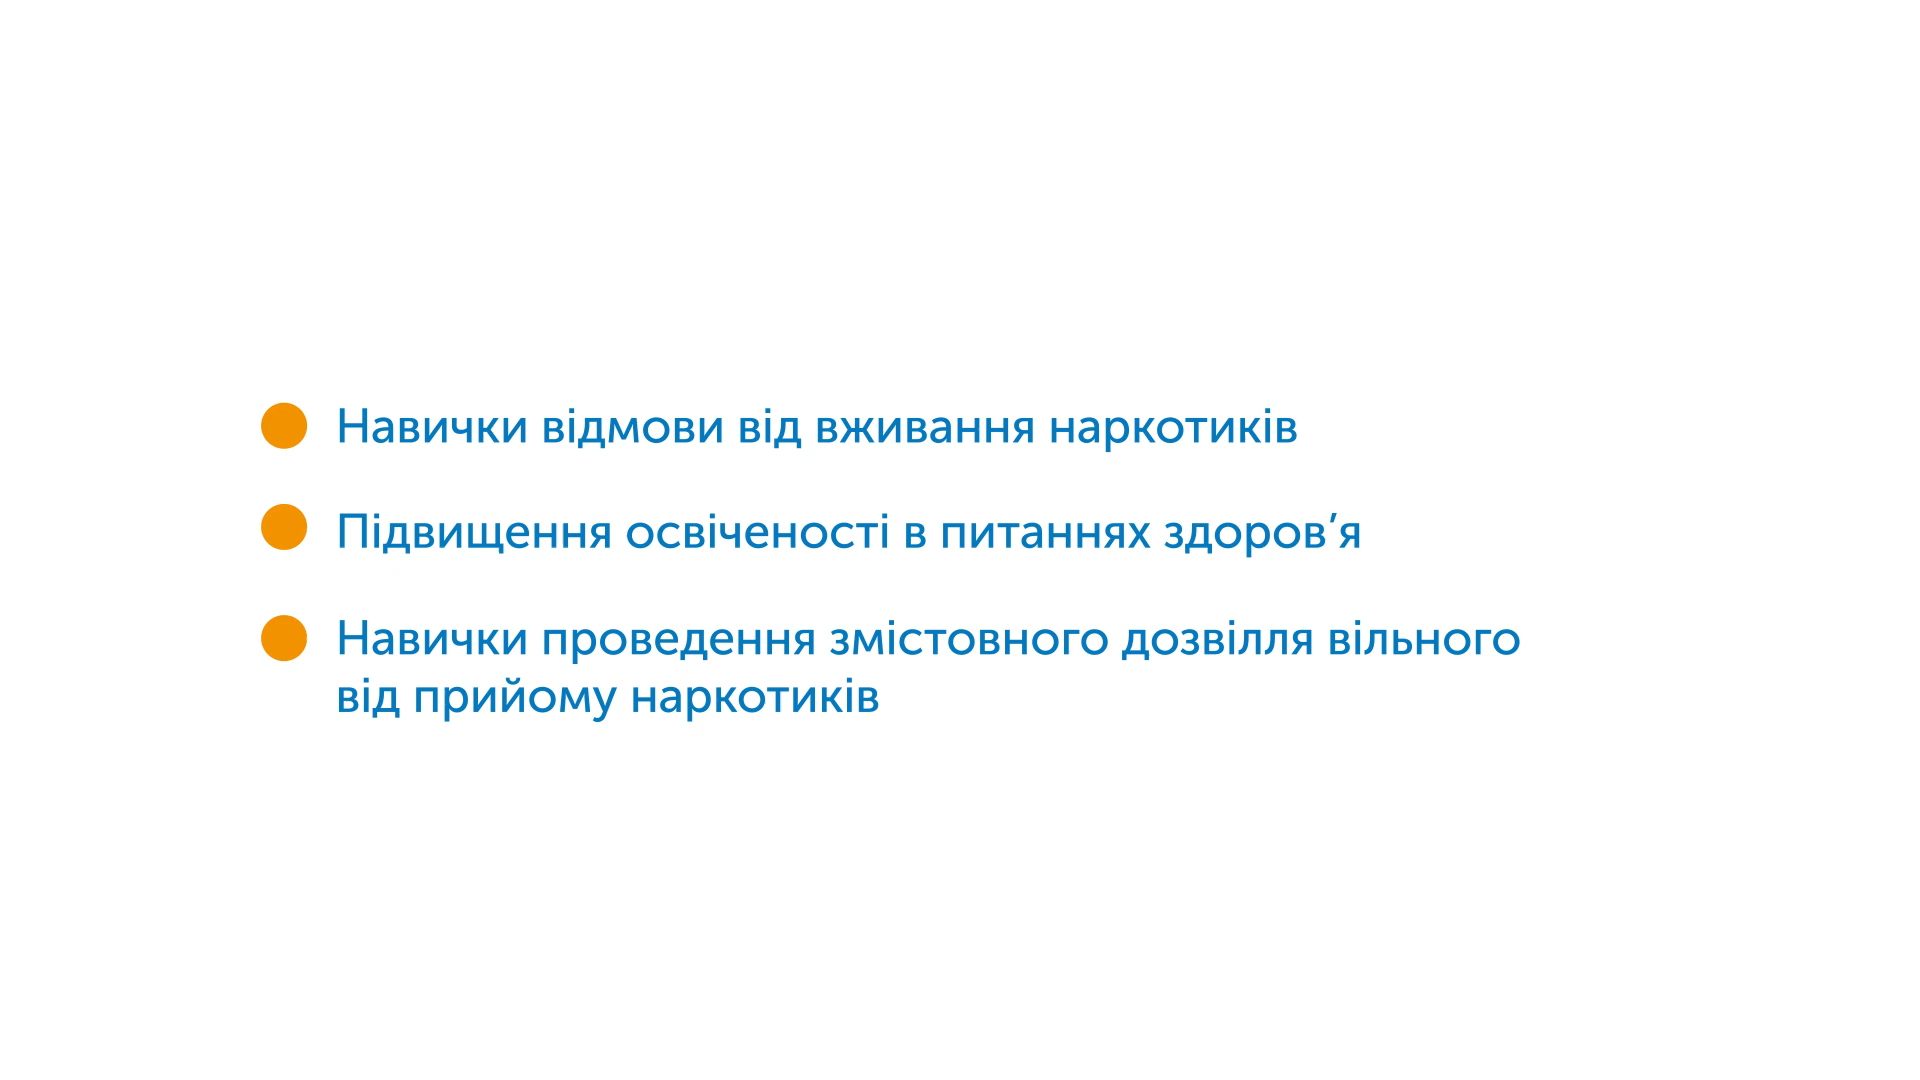 Навички відмови від вживання наркотиків
Підвищення освіченості в питаннях здоров’я
Навички проведення змістовного дозвілля вільного
від прийому наркотиків